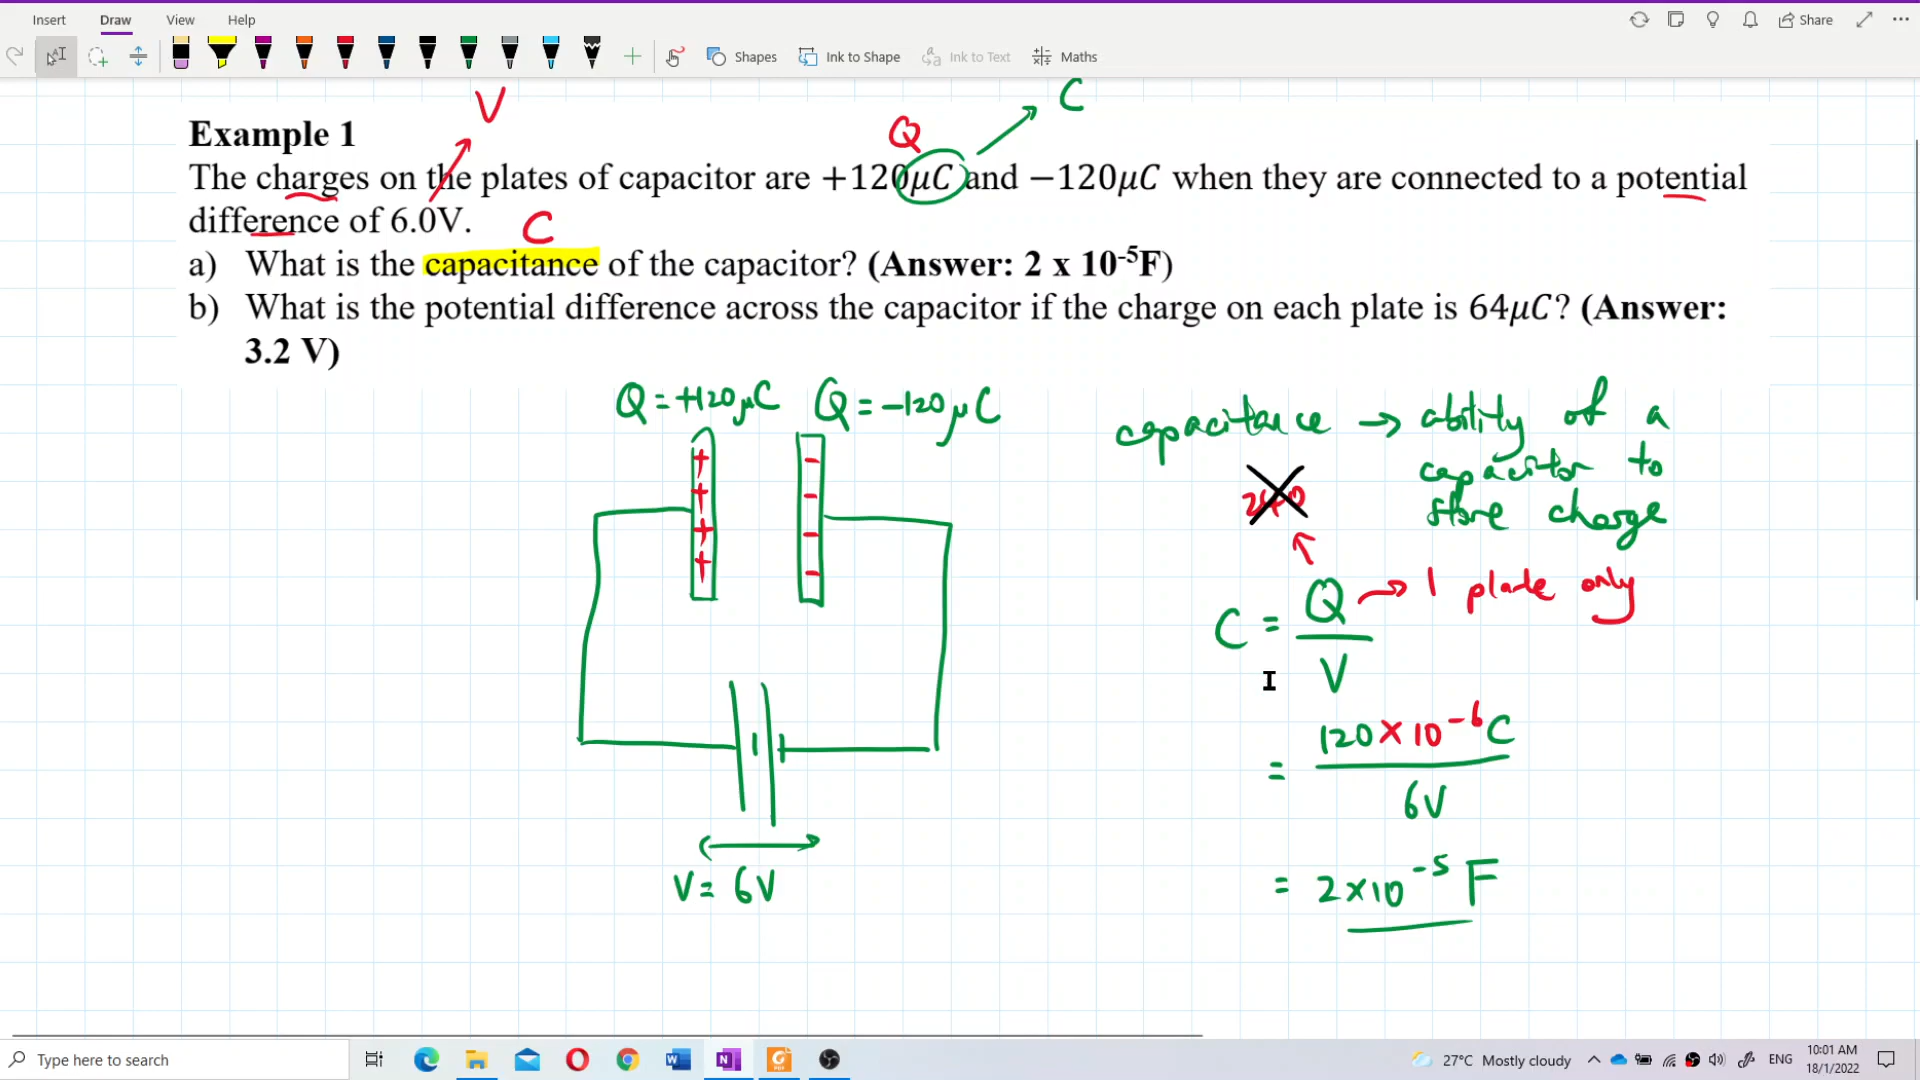 Insert Draw View Help
Share
Shapes Ink to Shape Ink to Text Maths
V
C
Q
Example 1
The charges on the plates of capacitor are +120μC and −120μC when they are connected to a potential
difference of 6.0V.
C
a) What is the capacitance of the capacitor? (Answer: 2 x 10⁻⁵F)
b) What is the potential difference across the capacitor if the charge on each plate is 64μC? (Answer:
3.2 V)
Q = +120μC Q = −120μC
capacitance → ability of a
capacitor to
store charge
240
+ + + +
− − − −
C = Q/V
→ 1 plate only
= 120 × 10⁻⁶ C / 6V
V = 6V
= 2 × 10⁻⁵ F
Type here to search
27°C Mostly cloudy
ENG
10:01 AM
18/1/2022